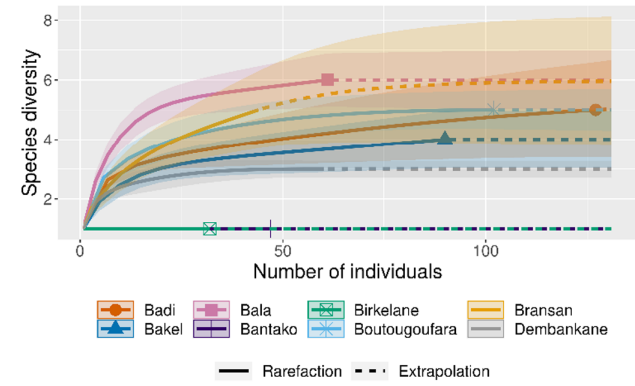 8
6
4
2
Species diversity
0 50 100
Number of individuals
Badi Bala Birkelane Bransan
Bakel Bantako Boutougoufara Dembankane
Rarefaction Extrapolation